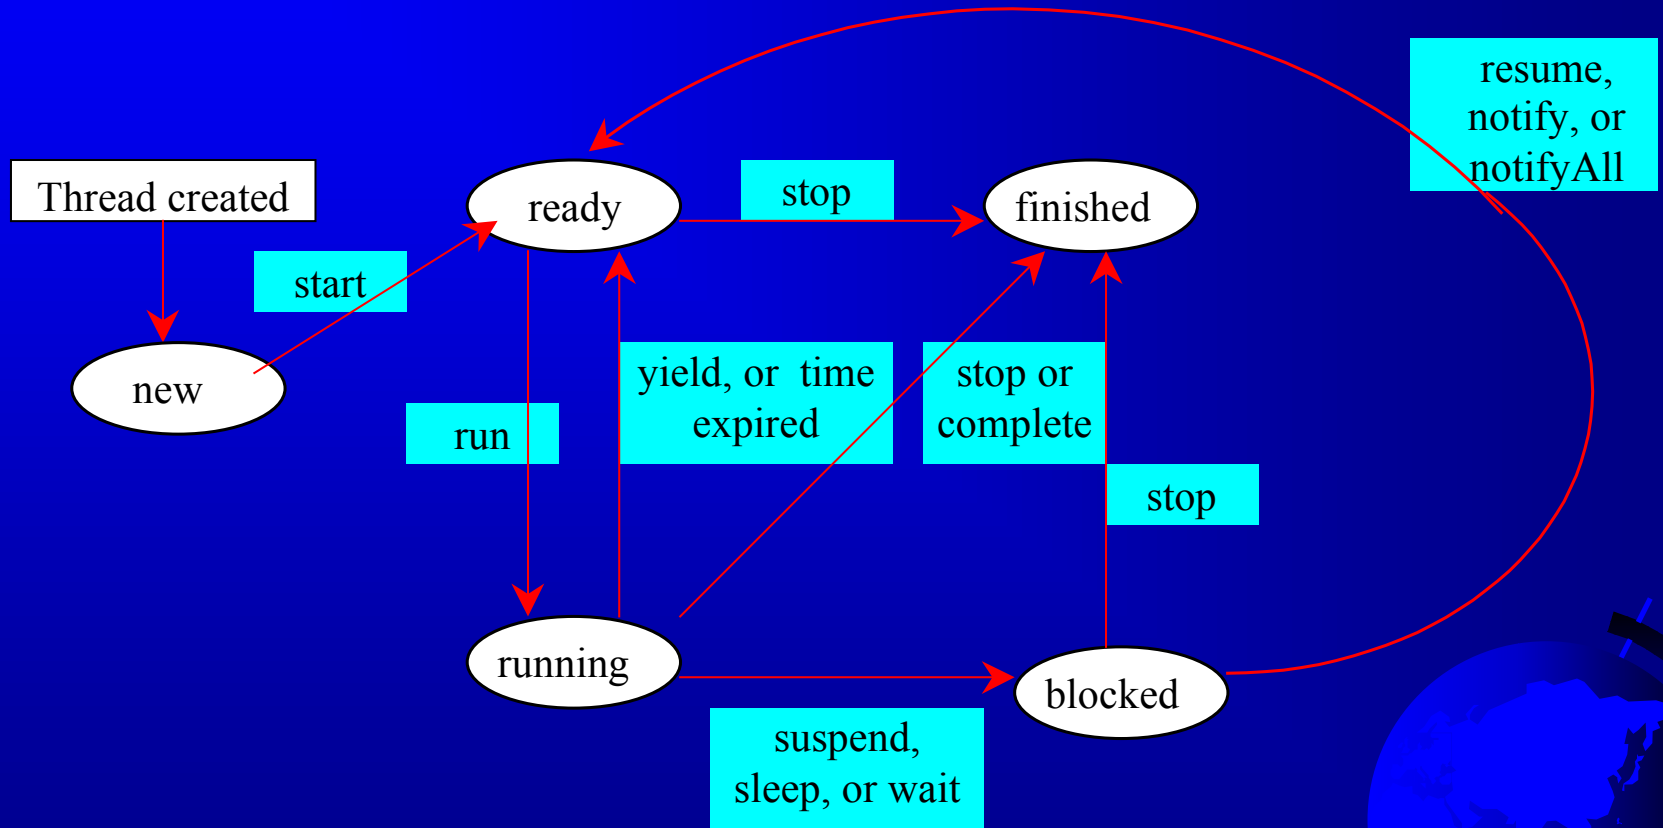 resume,
notify, or
notifyAll
Thread created
ready
stop
finished
start
new
yield, or time
expired
stop or
complete
run
stop
running
blocked
suspend,
sleep, or wait